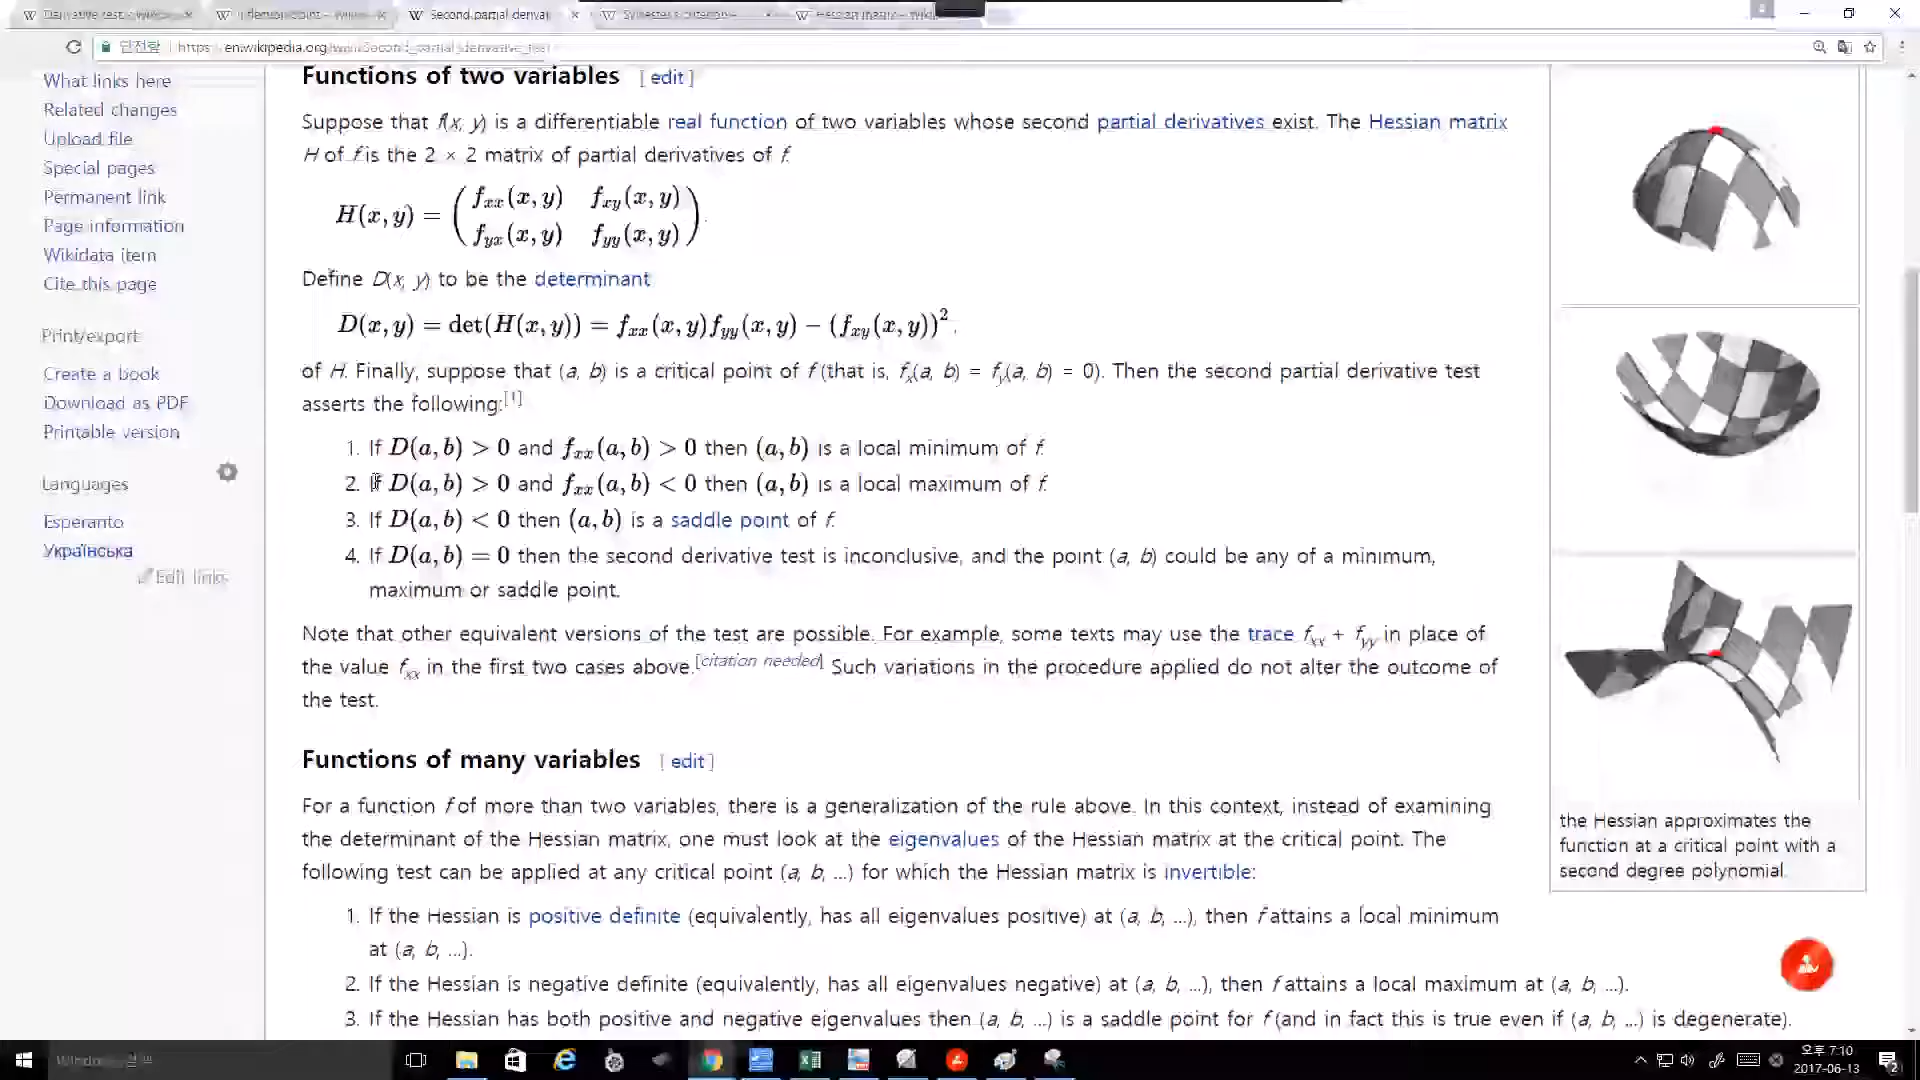 Second partial derivat
안전함
https
en.wikipedia.org
What links here
Related changes
Upload file
Special pages
Permanent link
Page information
Wikidata item
Cite this page
Print/export
Create a book
Download as PDF
Printable version
Languages
Esperanto
Українська
Edit links
Functions of two variables [ edit ]
Suppose that f(x, y) is a differentiable real function of two variables whose second partial derivatives exist. The Hessian matrix
H of f is the 2 × 2 matrix of partial derivatives of f.
H(x, y) = ( fxx(x, y) fxy(x, y)
fyx(x, y) fyy(x, y) ).
Define D(x, y) to be the determinant
D(x, y) = det(H(x, y)) = fxx(x, y)fyy(x, y) − (fxy(x, y))²,
of H. Finally, suppose that (a, b) is a critical point of f (that is, fx(a, b) = fy(a, b) = 0). Then the second partial derivative test
asserts the following:[1]
1. If D(a, b) > 0 and fxx(a, b) > 0 then (a, b) is a local minimum of f.
2. If D(a, b) > 0 and fxx(a, b) < 0 then (a, b) is a local maximum of f.
3. If D(a, b) < 0 then (a, b) is a saddle point of f.
4. If D(a, b) = 0 then the second derivative test is inconclusive, and the point (a, b) could be any of a minimum,
maximum or saddle point.
Note that other equivalent versions of the test are possible. For example, some texts may use the trace fxx + fyy in place of
the value fxx in the first two cases above.[citation needed] Such variations in the procedure applied do not alter the outcome of
the test.
Functions of many variables [ edit ]
For a function f of more than two variables, there is a generalization of the rule above. In this context, instead of examining
the determinant of the Hessian matrix, one must look at the eigenvalues of the Hessian matrix at the critical point. The
following test can be applied at any critical point (a, b, ...) for which the Hessian matrix is invertible:
1. If the Hessian is positive definite (equivalently, has all eigenvalues positive) at (a, b, ...), then f attains a local minimum
at (a, b, ...).
2. If the Hessian is negative definite (equivalently, has all eigenvalues negative) at (a, b, ...), then f attains a local maximum at (a, b, ...).
3. If the Hessian has both positive and negative eigenvalues then (a, b, ...) is a saddle point for f (and in fact this is true even if (a, b, ...) is degenerate).
the Hessian approximates the
function at a critical point with a
second degree polynomial.
오후 7:10
2017-06-13